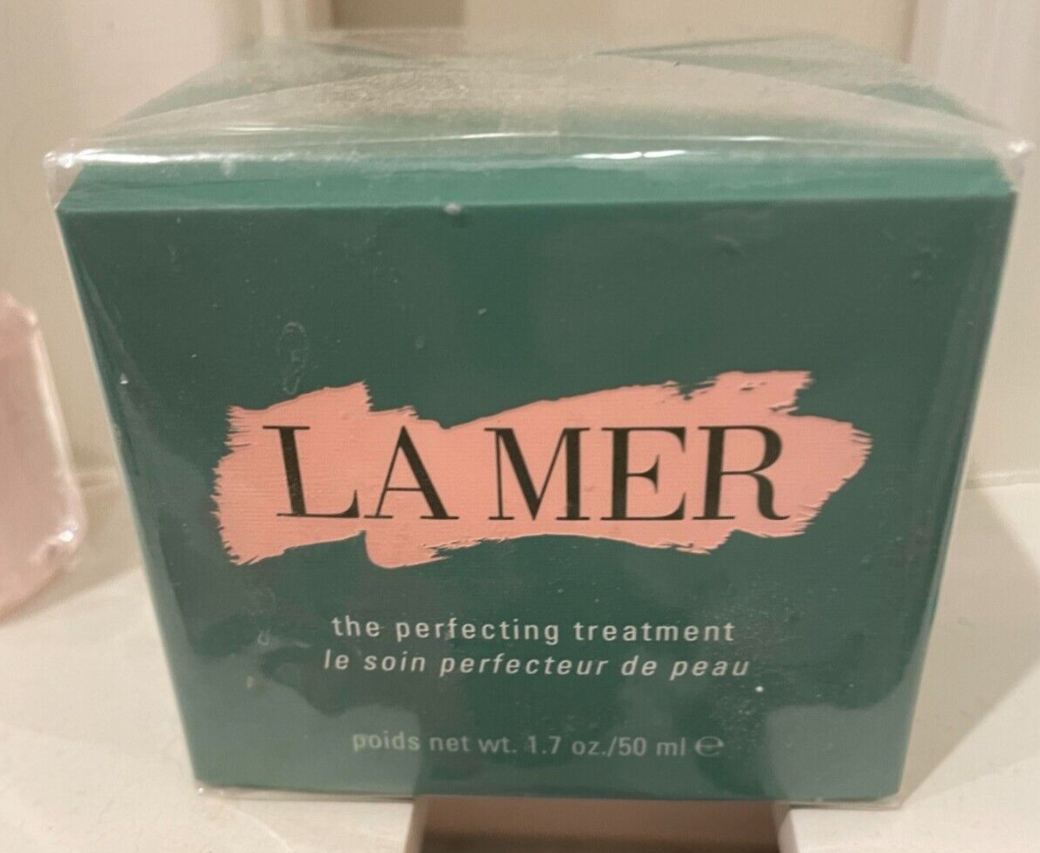 LA MER
the perfecting treatment
le soin perfecteur de peau
poids net wt. 1.7 oz./50 ml ℮